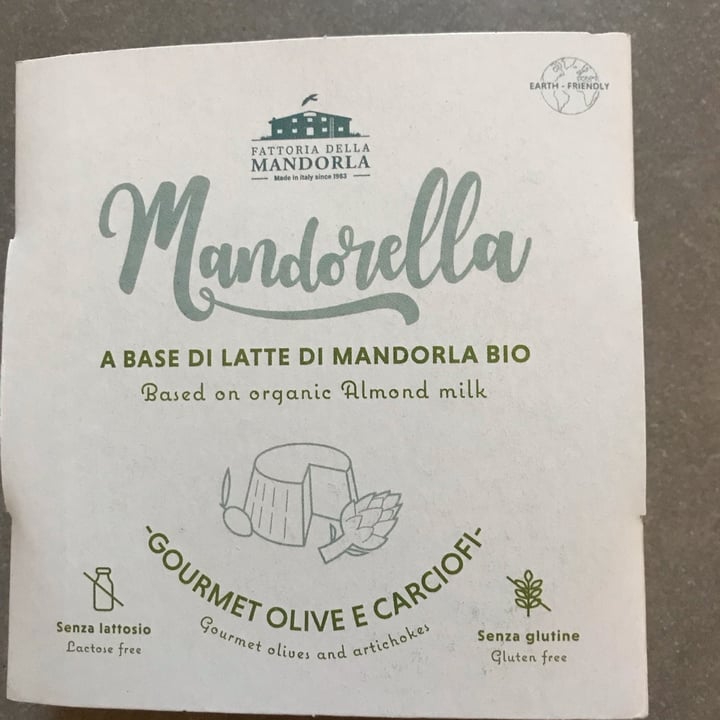 EARTH - FRIENDLY
FATTORIA DELLA
MANDORLA
Made in italy since 1983
Mandorella
A BASE DI LATTE DI MANDORLA BIO
Based on organic Almond milk
-GOURMET OLIVE E CARCIOFI-
Gourmet olives and artichokes
Senza lattosio
Lactose free
Senza glutine
Gluten free